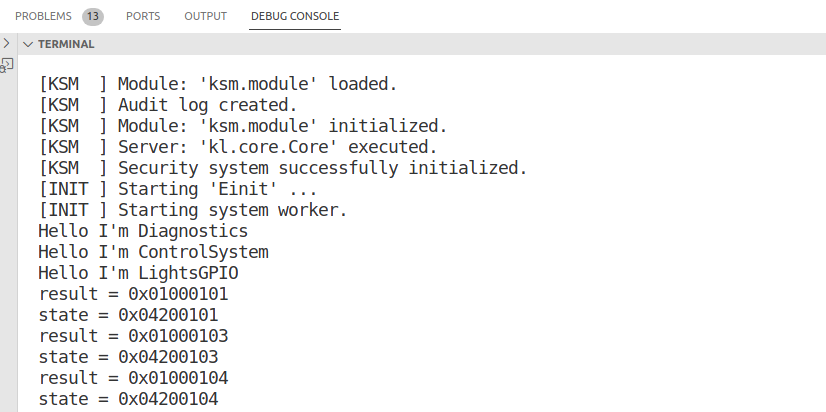 PROBLEMS 13 PORTS OUTPUT DEBUG CONSOLE
TERMINAL
[KSM  ] Module: 'ksm.module' loaded.
[KSM  ] Audit log created.
[KSM  ] Module: 'ksm.module' initialized.
[KSM  ] Server: 'kl.core.Core' executed.
[KSM  ] Security system successfully initialized.
[INIT ] Starting 'Einit' ...
[INIT ] Starting system worker.
Hello I'm Diagnostics
Hello I'm ControlSystem
Hello I'm LightsGPIO
result = 0x01000101
state = 0x04200101
result = 0x01000103
state = 0x04200103
result = 0x01000104
state = 0x04200104